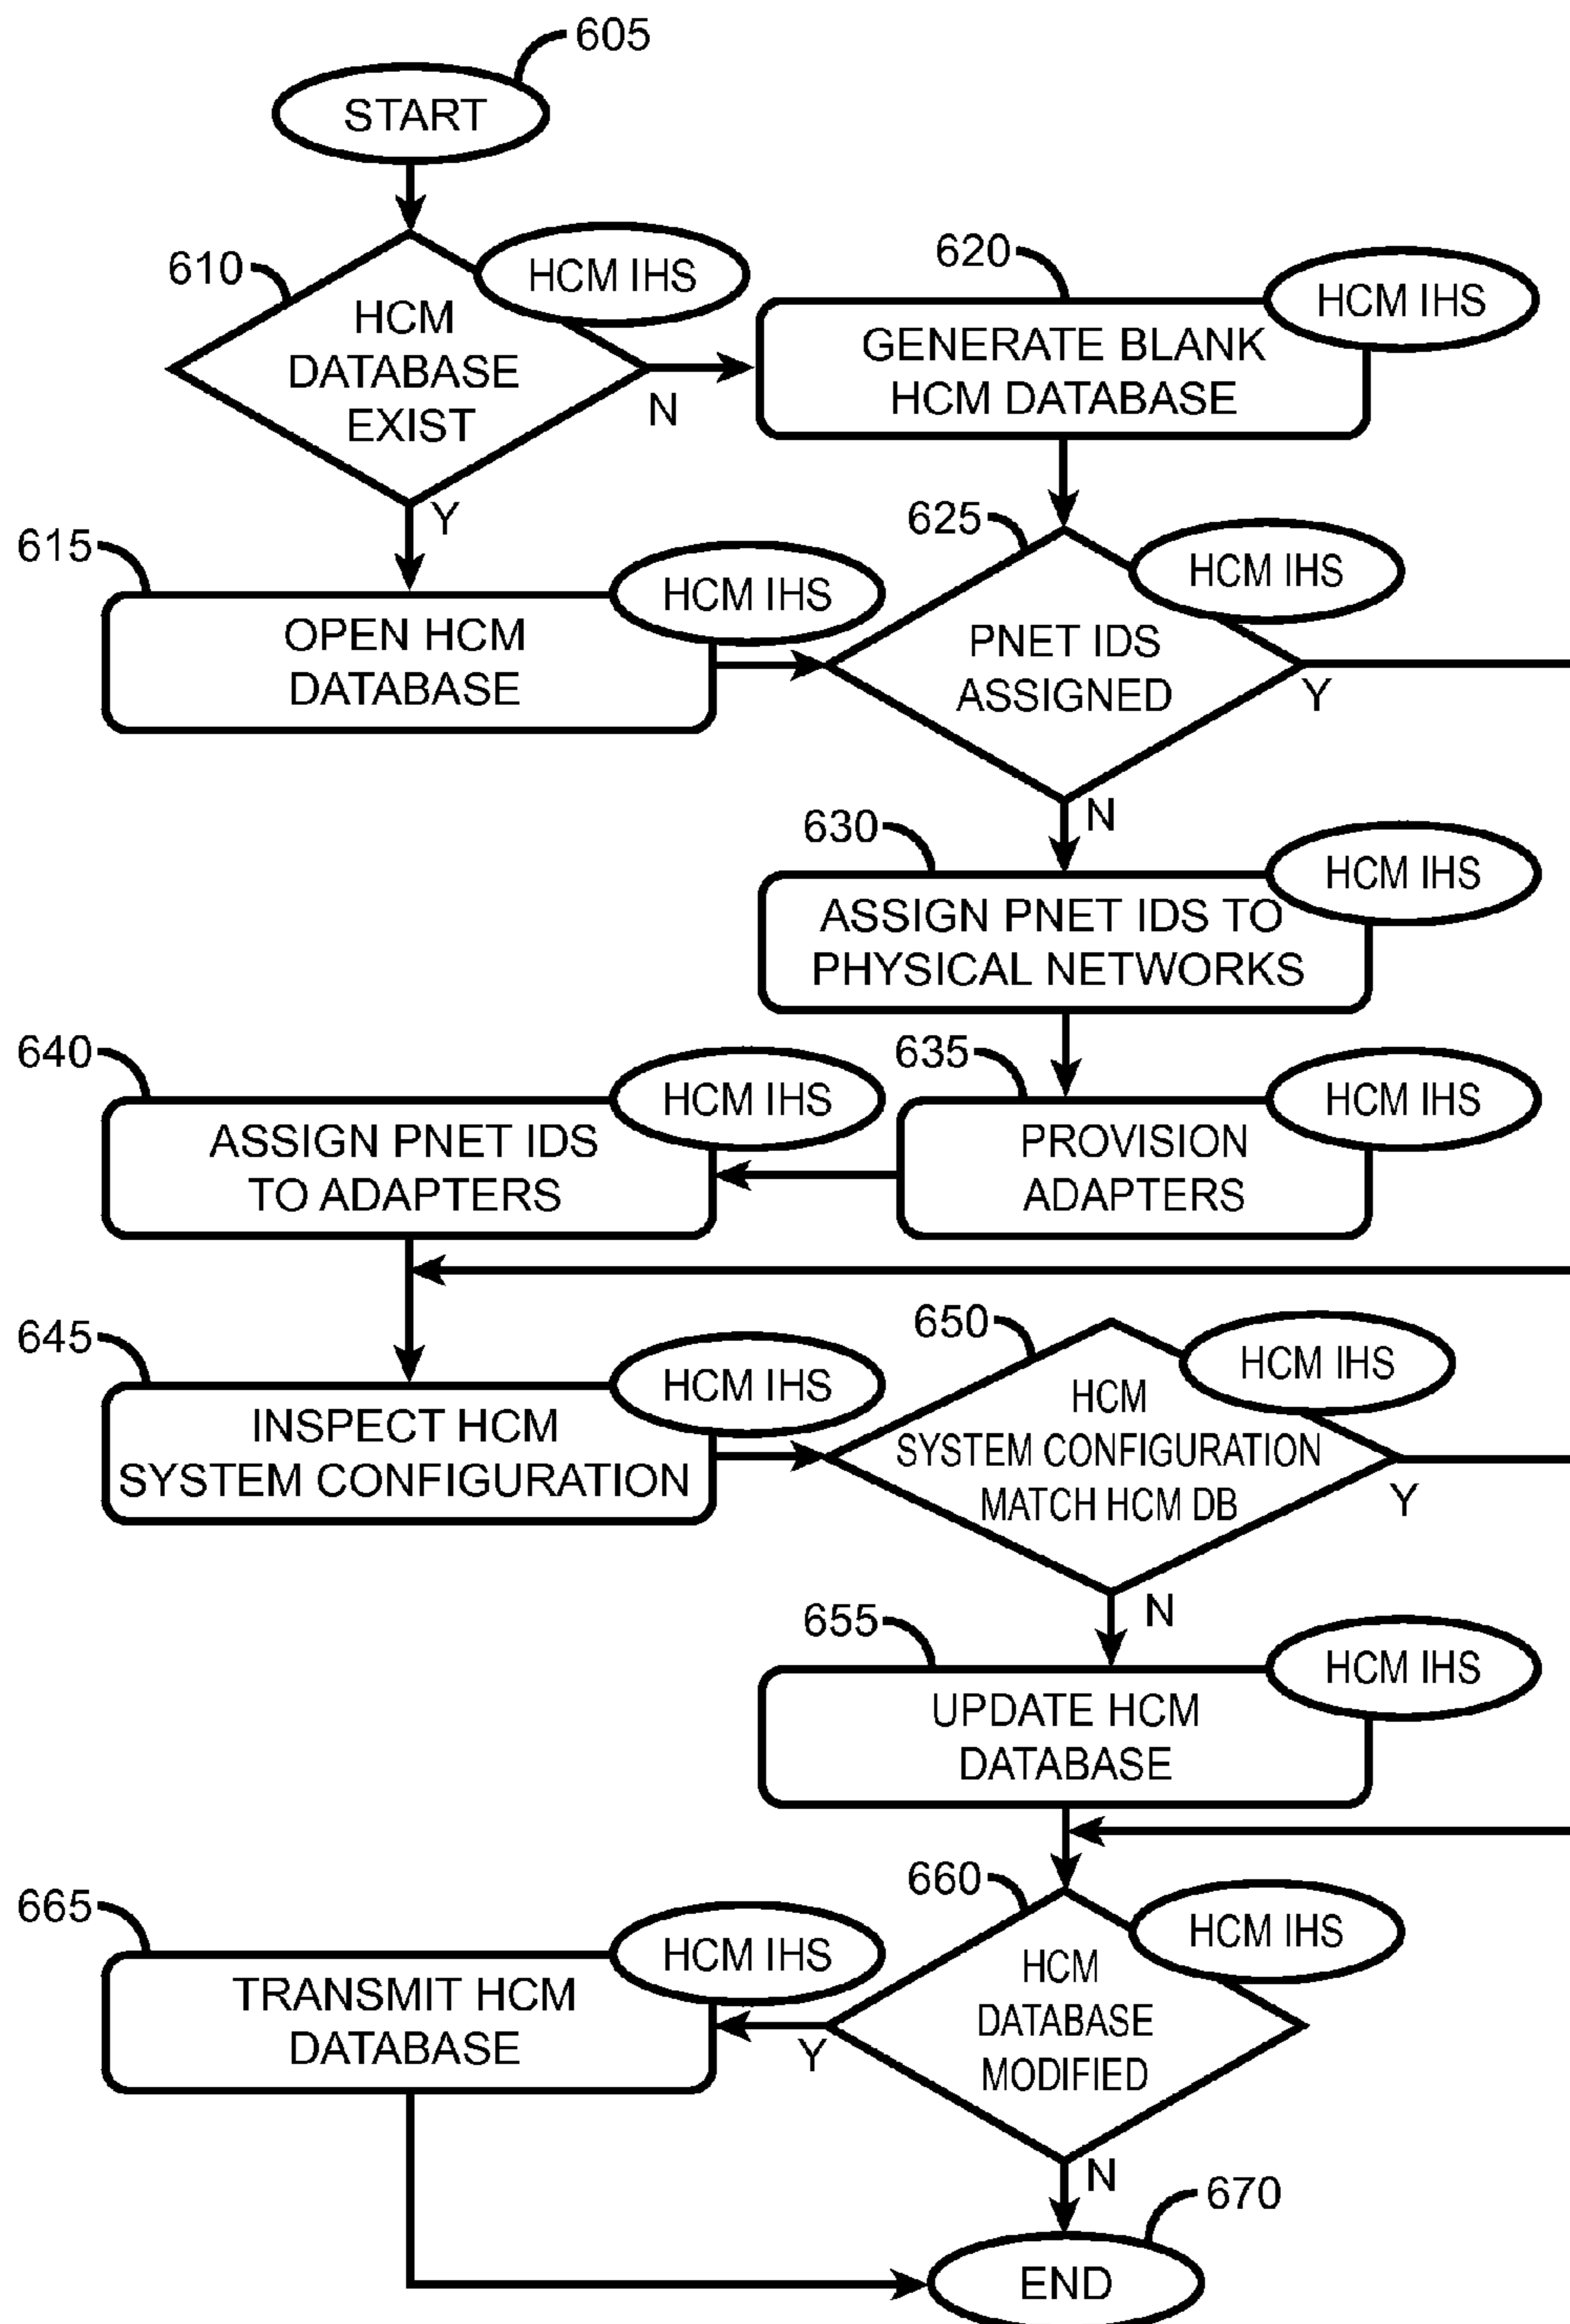 605
START
610
HCM IHS
HCM
DATABASE
EXIST
N
Y
620
HCM IHS
GENERATE BLANK
HCM DATABASE
615
HCM IHS
OPEN HCM
DATABASE
625
HCM IHS
PNET IDS
ASSIGNED
Y
N
630
HCM IHS
ASSIGN PNET IDS TO
PHYSICAL NETWORKS
635
HCM IHS
PROVISION
ADAPTERS
640
HCM IHS
ASSIGN PNET IDS
TO ADAPTERS
645
HCM IHS
INSPECT HCM
SYSTEM CONFIGURATION
650
HCM IHS
HCM
SYSTEM CONFIGURATION
MATCH HCM DB
Y
N
655
HCM IHS
UPDATE HCM
DATABASE
660
HCM IHS
HCM
DATABASE
MODIFIED
Y
N
665
HCM IHS
TRANSMIT HCM
DATABASE
670
END